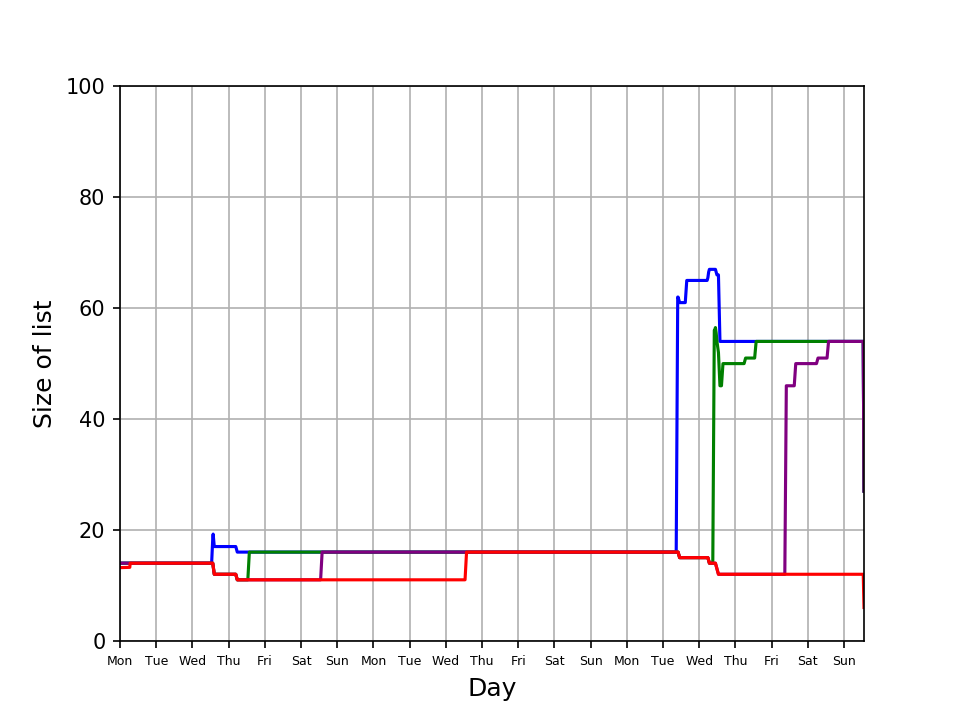 100
80
60
40
20
0
Size of list
Mon Tue Wed Thu Fri Sat Sun Mon Tue Wed Thu Fri Sat Sun Mon Tue Wed Thu Fri Sat Sun
Day